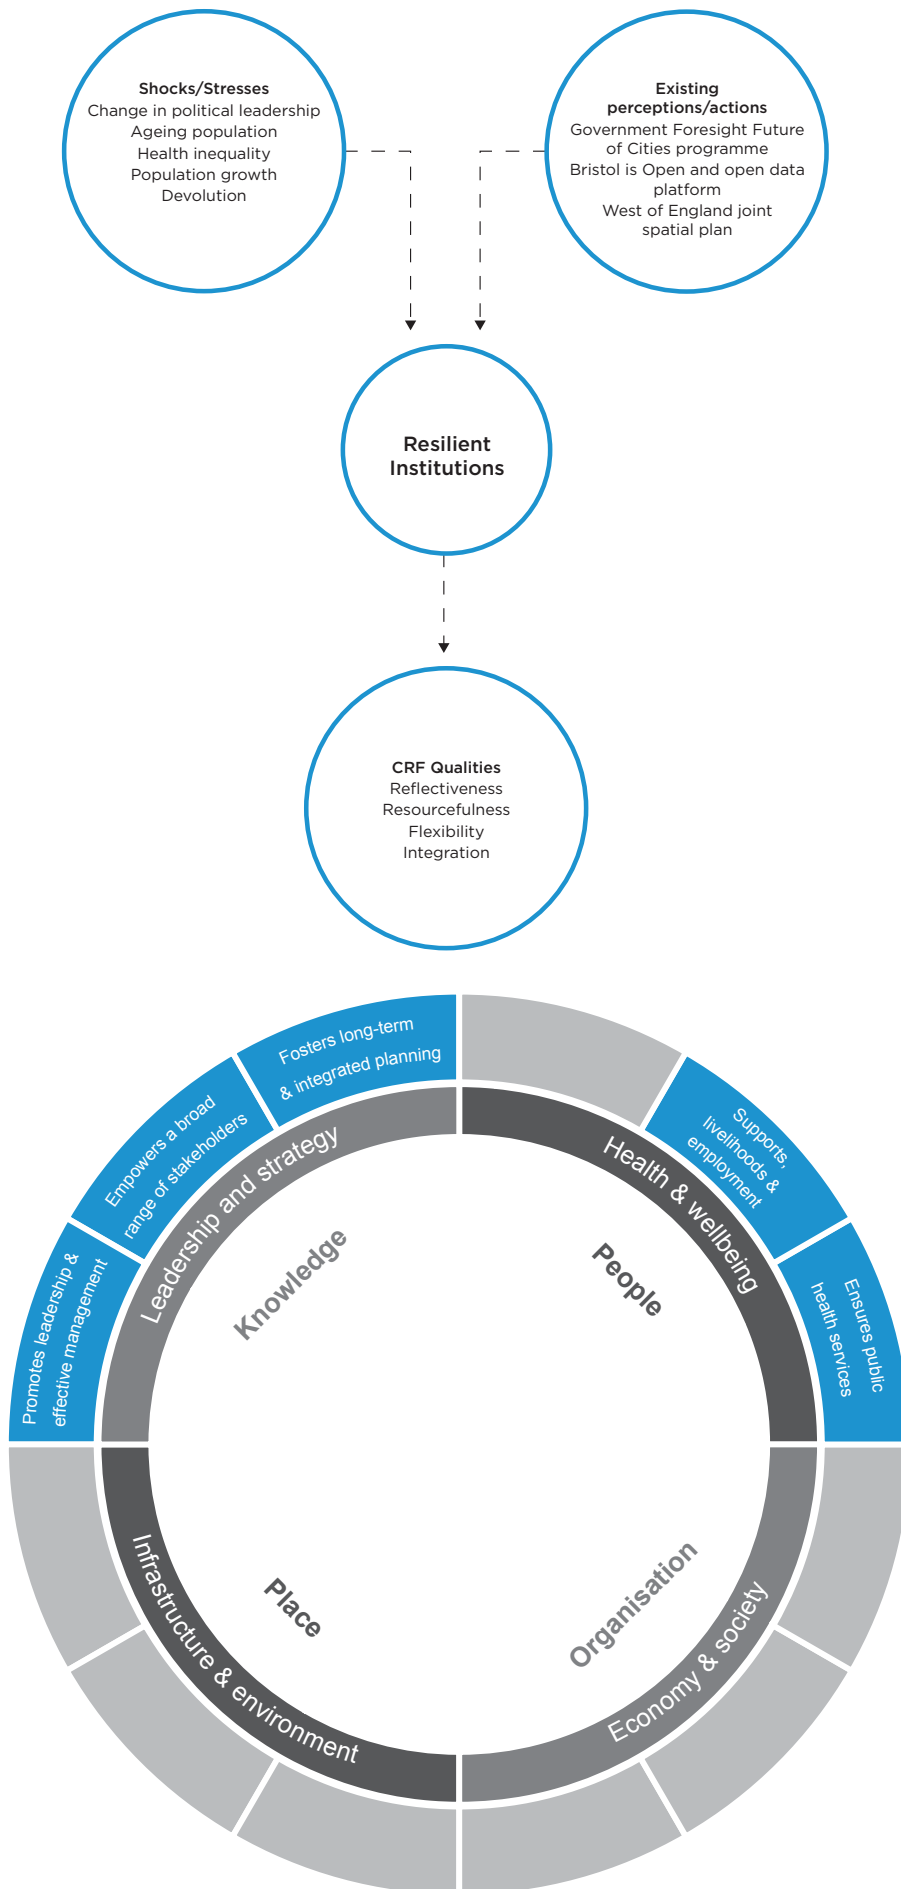 Shocks/Stresses
Change in political leadership
Ageing population
Health inequality
Population growth
Devolution
Existing
perceptions/actions
Government Foresight Future
of Cities programme
Bristol is Open and open data
platform
West of England joint
spatial plan
Resilient
Institutions
CRF Qualities
Reflectiveness
Resourcefulness
Flexibility
Integration
Fosters long-term
& integrated planning
Empowers a broad
range of stakeholders
Promotes leadership &
effective management
Supports,
livelihoods &
employment
Ensures public
health services
Leadership and strategy
Health & wellbeing
Knowledge
People
Place
Organisation
Infrastructure & environment
Economy & society